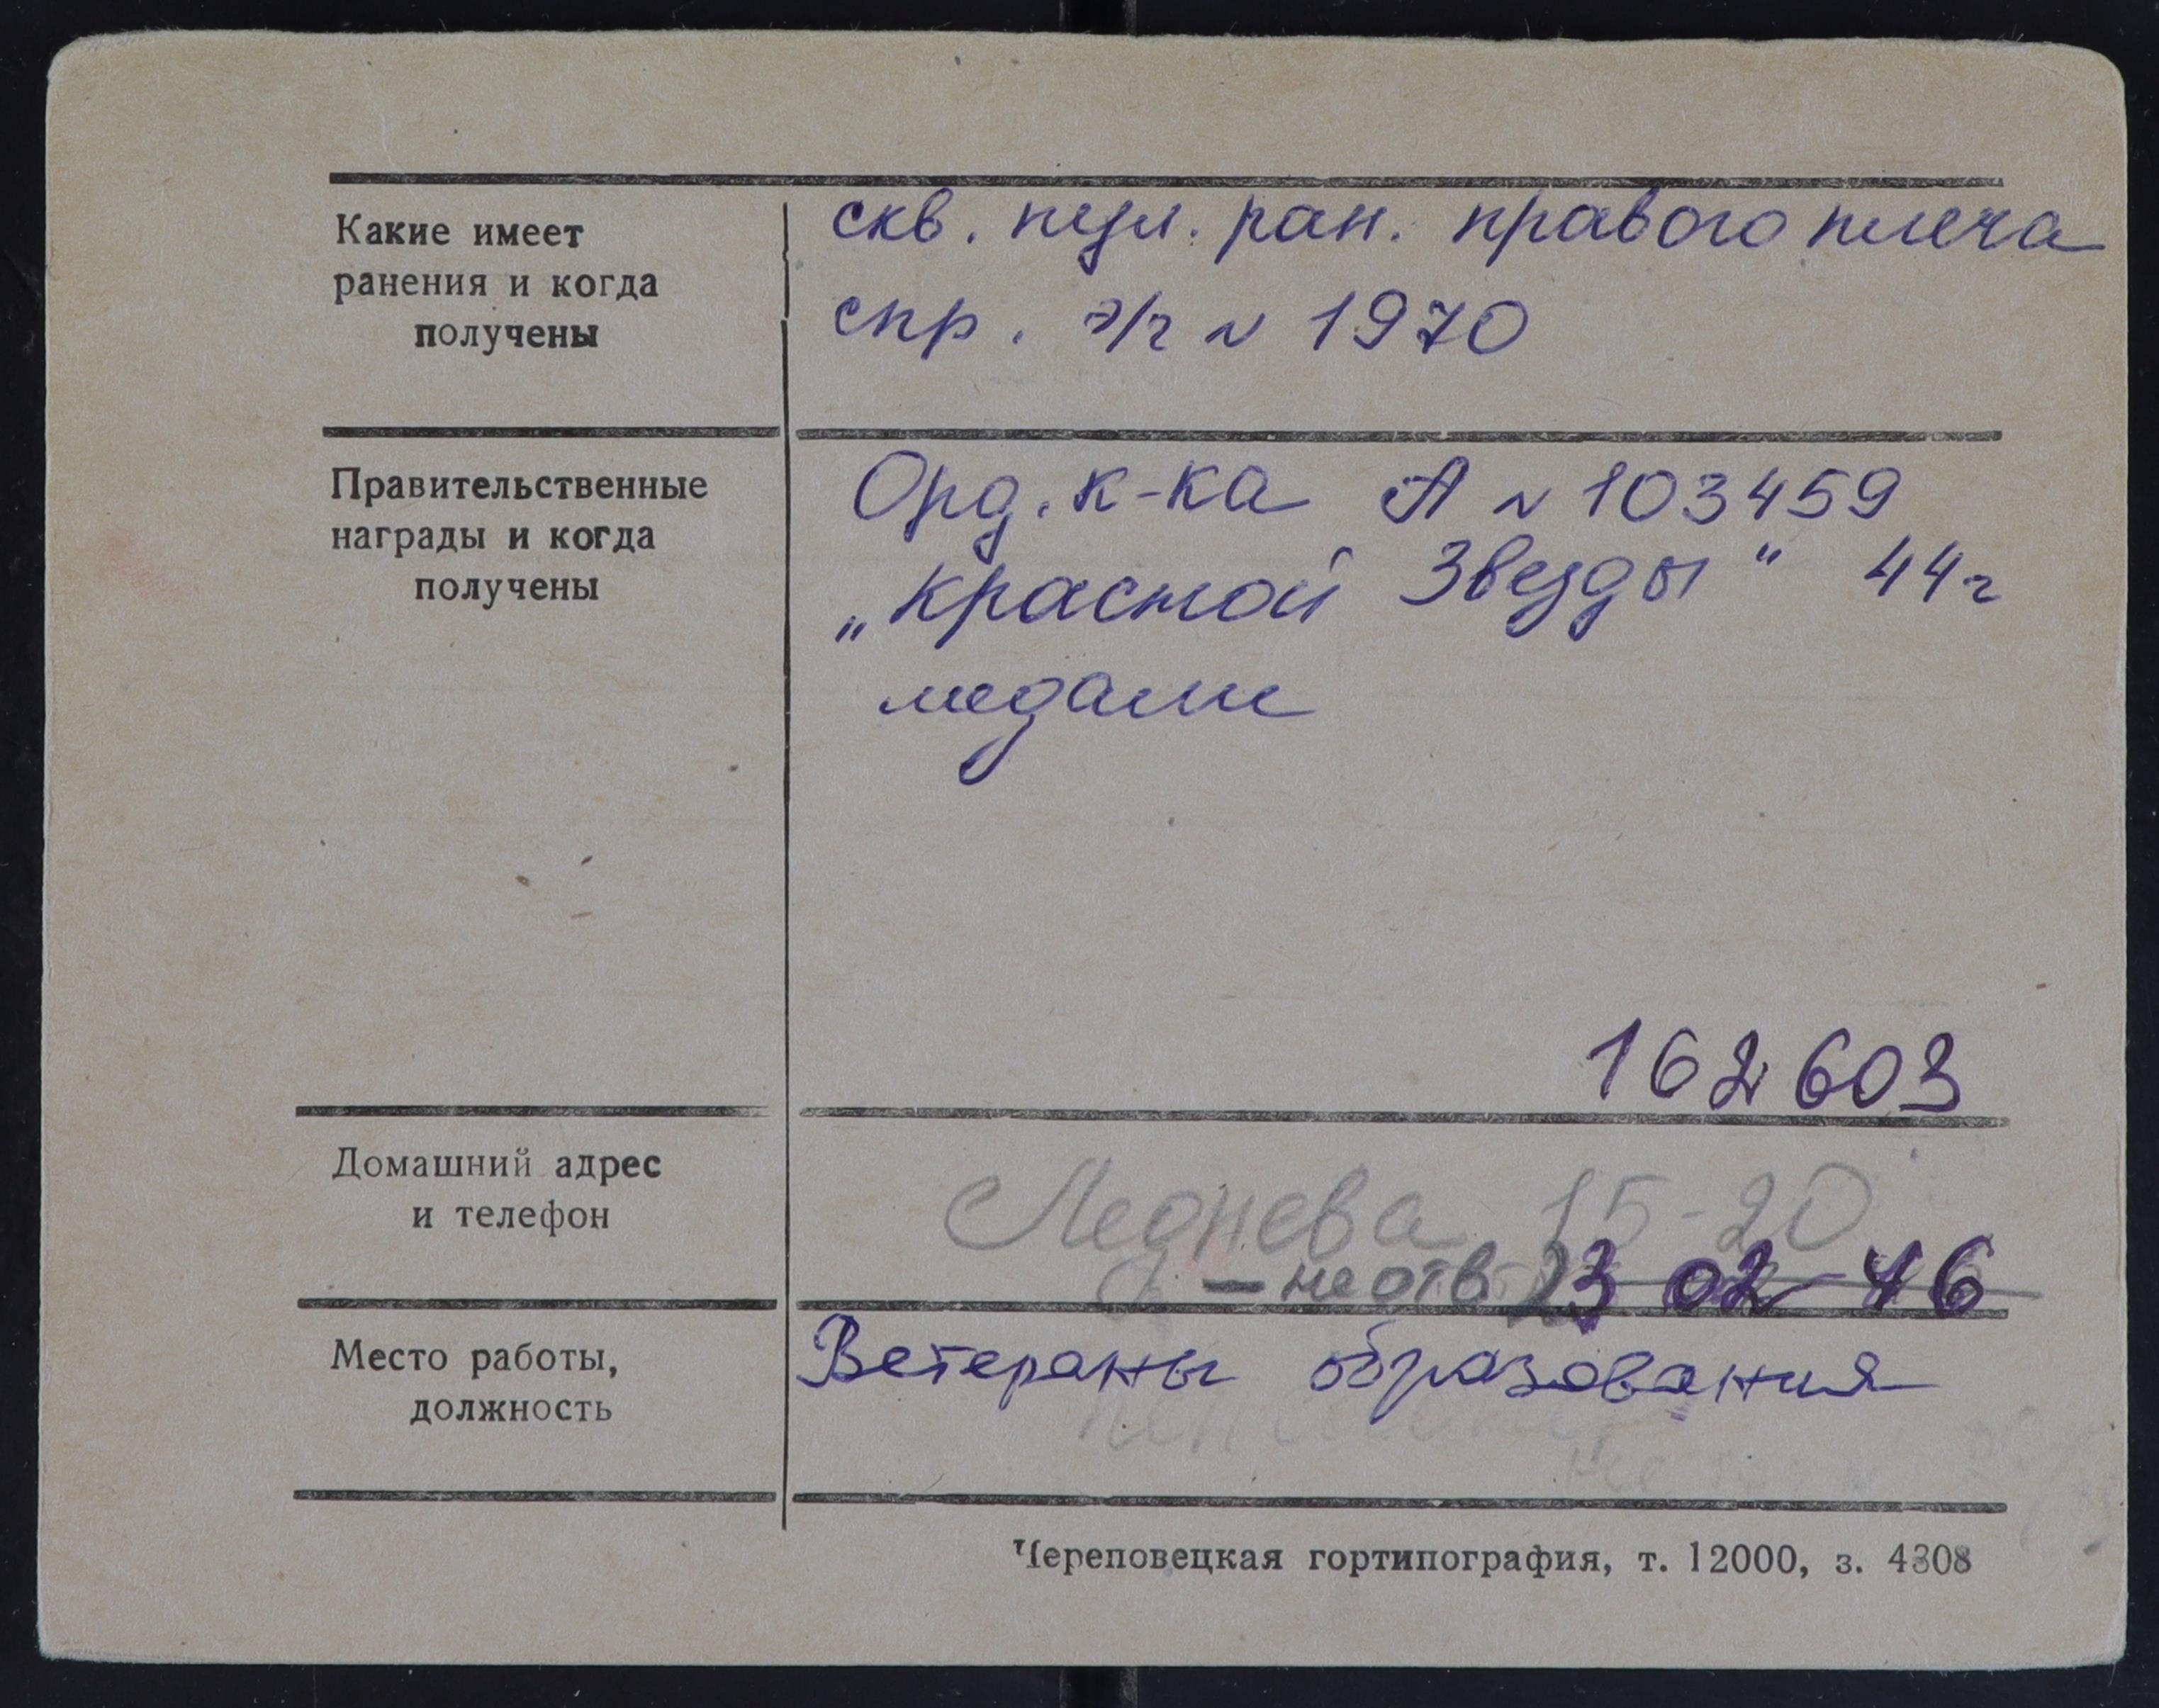 Какие имеет
ранения и когда
получены
скв. пул. ран. правого плеча
спр. э/г № 1970
Правительственные
награды и когда
получены
Орд. к-ка А № 103459
„Красной Звезды" 44г
медали
162603
Домашний адрес
и телефон
Леднева 15-20
- не отв 23 02 46
Место работы,
должность
Ветераны образования
Череповецкая гортипография, т. 12000, з. 4308